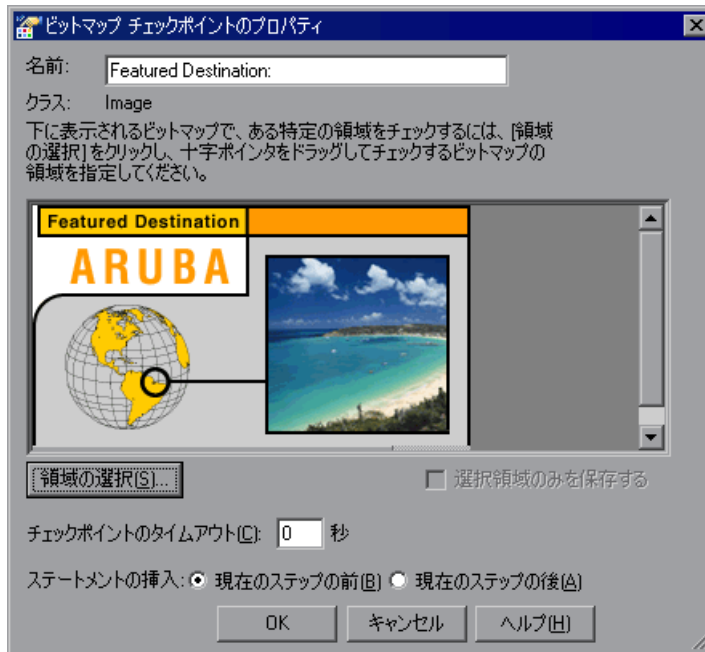 ビットマップ チェックポイントのプロパティ
名前: Featured Destination:
クラス: Image
下に表示されるビットマップで、ある特定の領域をチェックするには、[領域
の選択]をクリックし、十字ポインタをドラッグしてチェックするビットマップの
領域を指定してください。
Featured Destination
ARUBA
領域の選択(S)...
選択領域のみを保存する
チェックポイントのタイムアウト(C): 0 秒
ステートメントの挿入: 現在のステップの前(B) 現在のステップの後(A)
OK キャンセル ヘルプ(H)